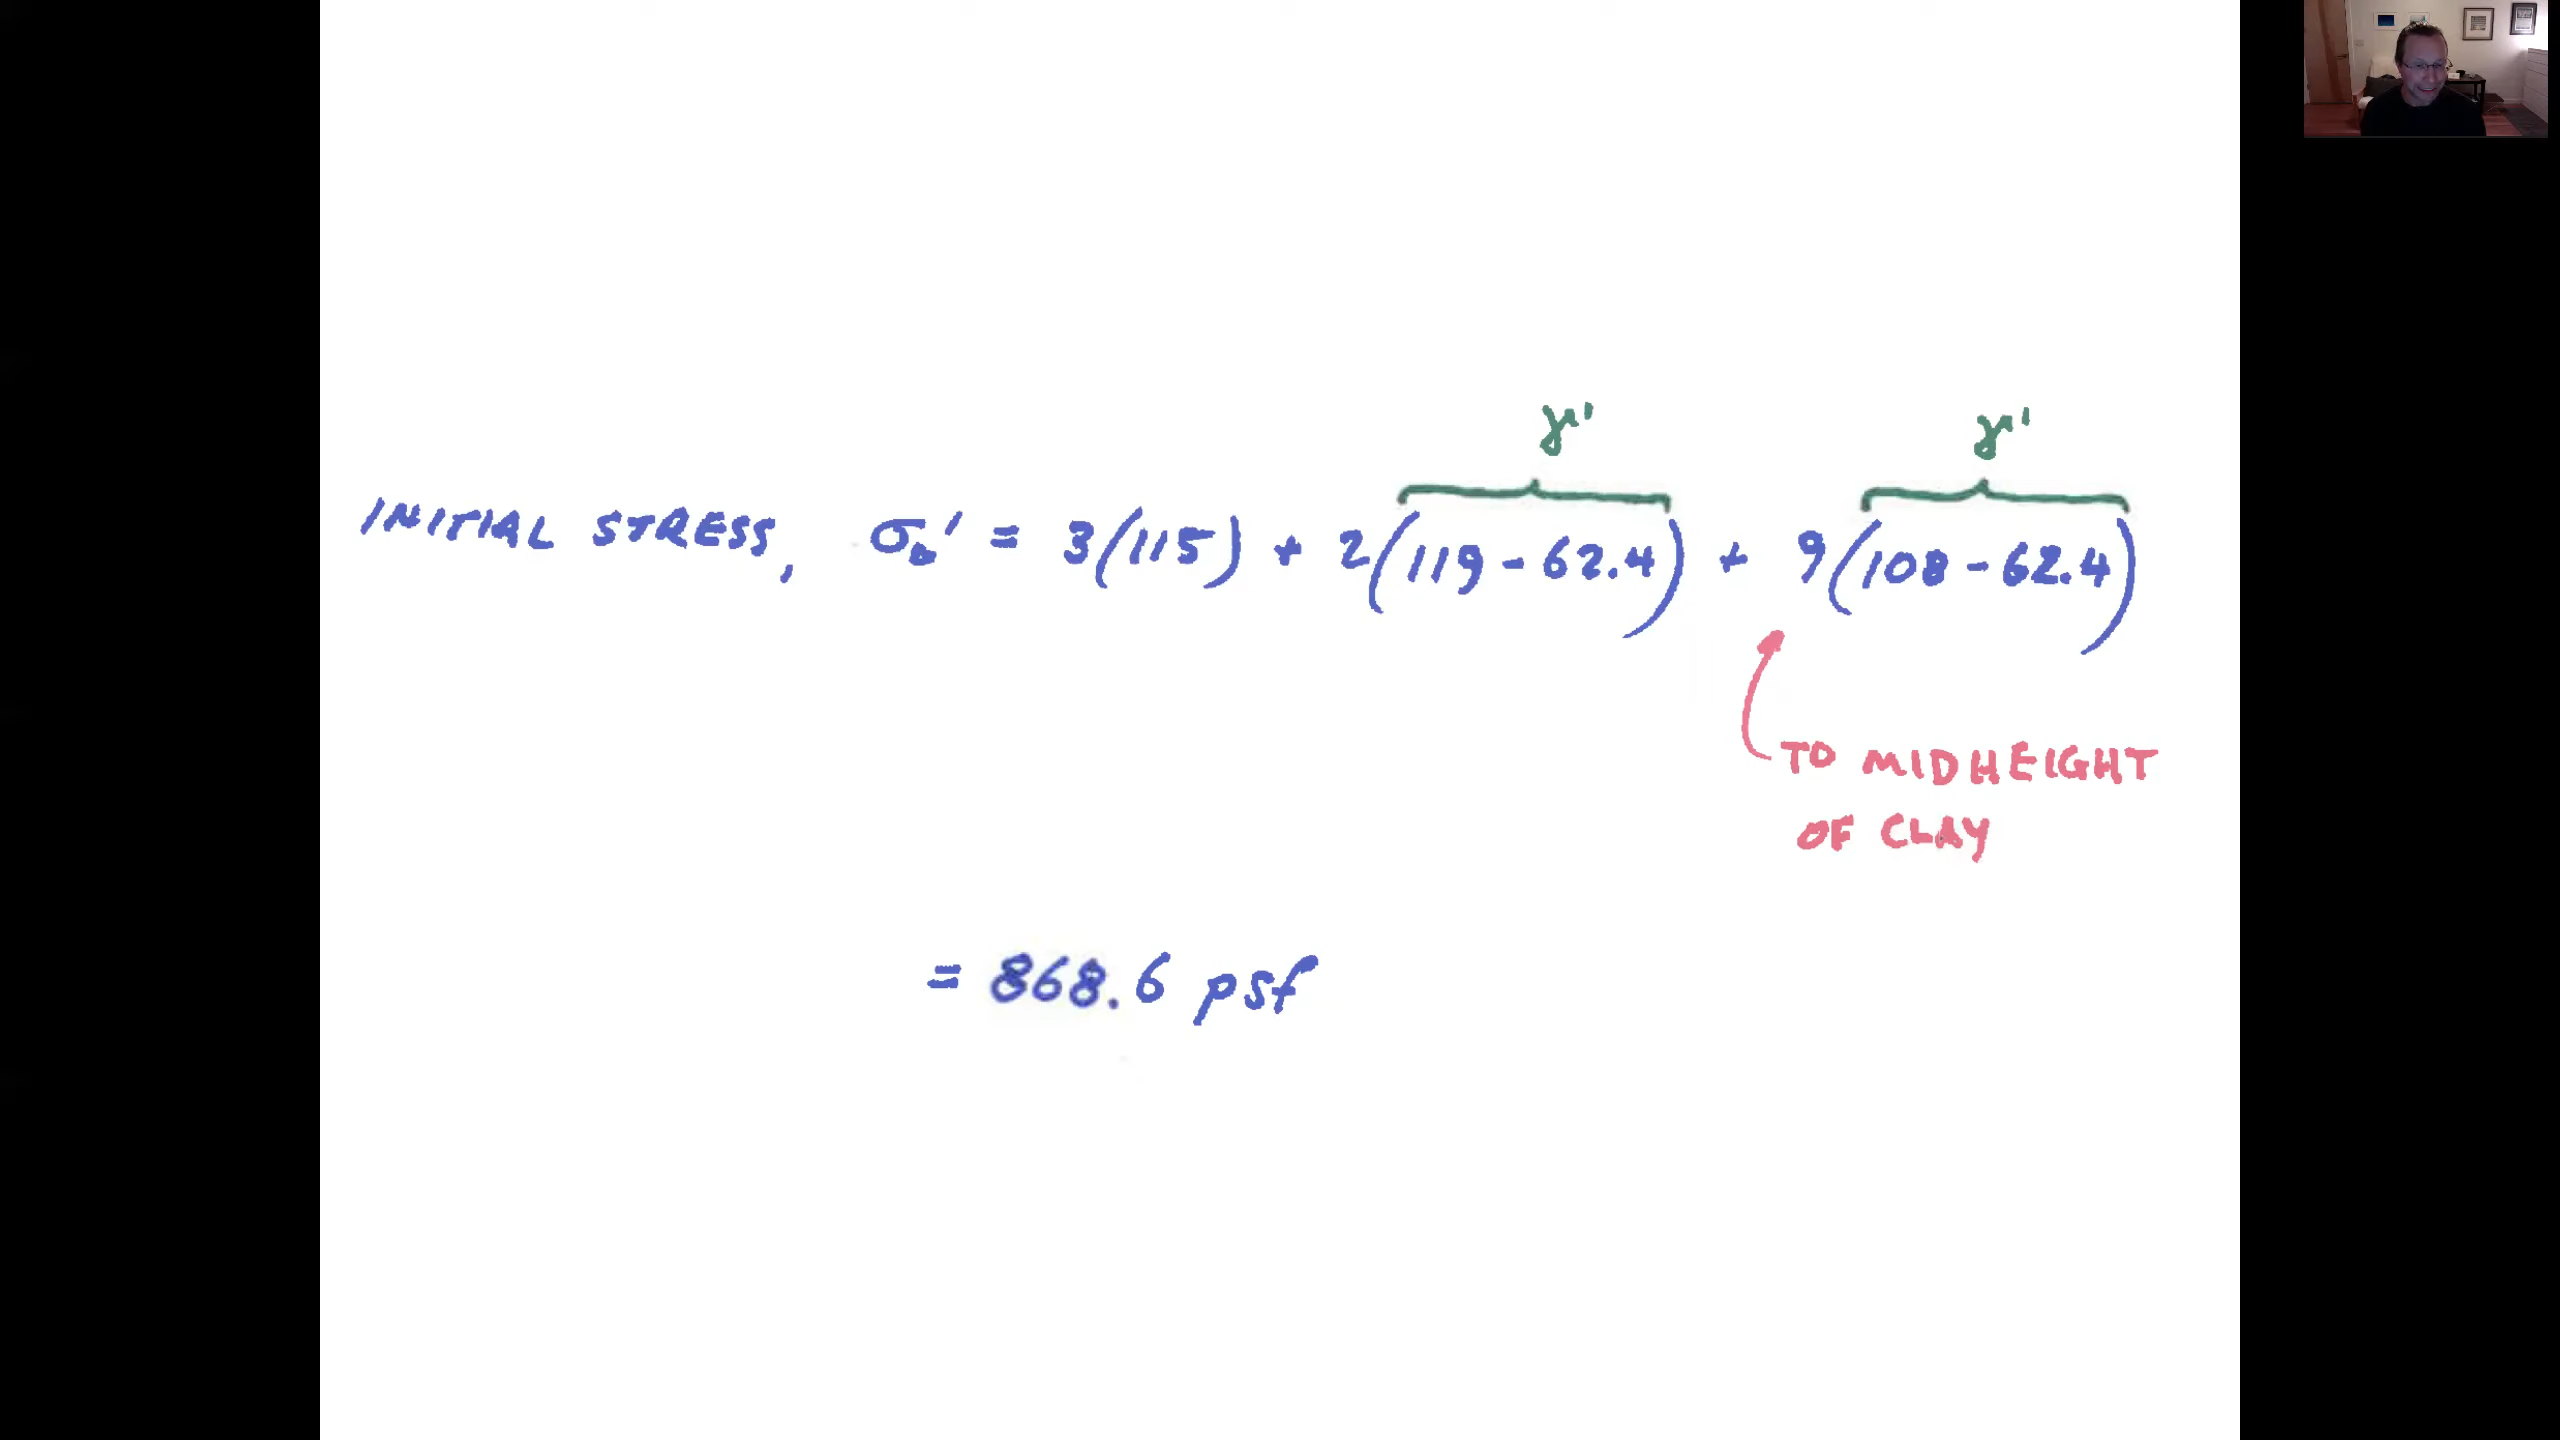 γ' γ'
INITIAL STRESS, σ₀' = 3(115) + 2(119 - 62.4) + 9(108 - 62.4)
TO MIDHEIGHT
OF CLAY
= 868.6 psf